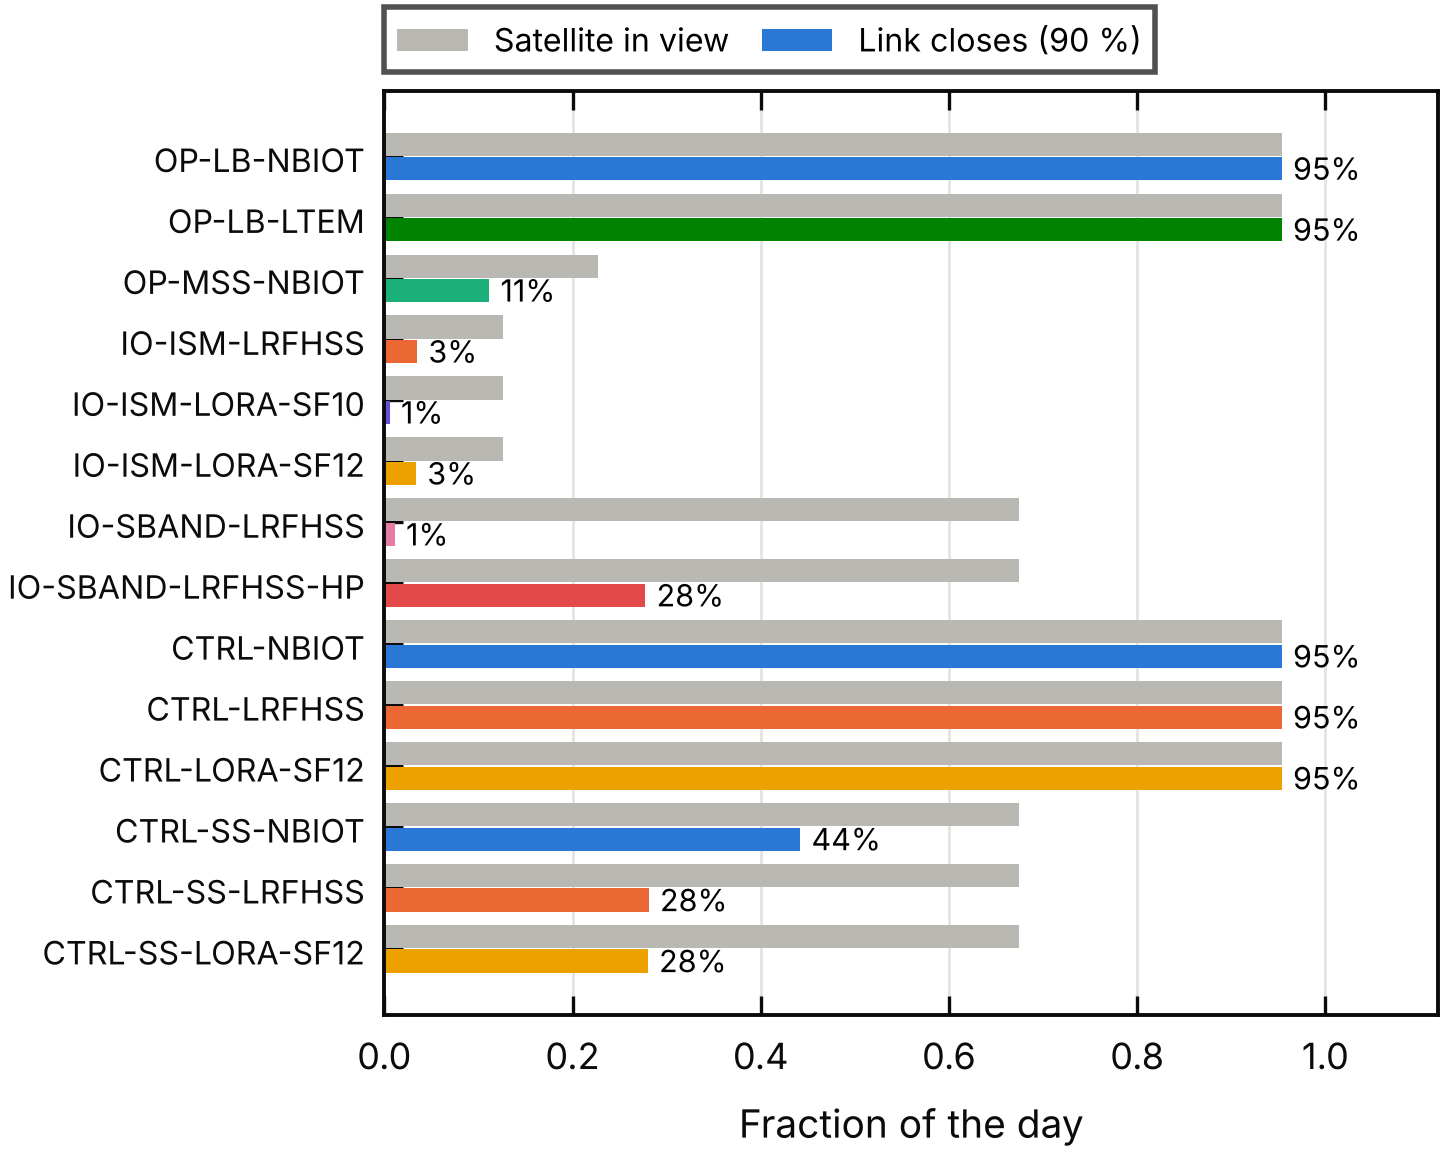 Satellite in view Link closes (90 %)
OP-LB-NBIOT 95%
OP-LB-LTEM 95%
OP-MSS-NBIOT 11%
IO-ISM-LRFHSS 3%
IO-ISM-LORA-SF10 1%
IO-ISM-LORA-SF12 3%
IO-SBAND-LRFHSS 1%
IO-SBAND-LRFHSS-HP 28%
CTRL-NBIOT 95%
CTRL-LRFHSS 95%
CTRL-LORA-SF12 95%
CTRL-SS-NBIOT 44%
CTRL-SS-LRFHSS 28%
CTRL-SS-LORA-SF12 28%
0.0 0.2 0.4 0.6 0.8 1.0
Fraction of the day